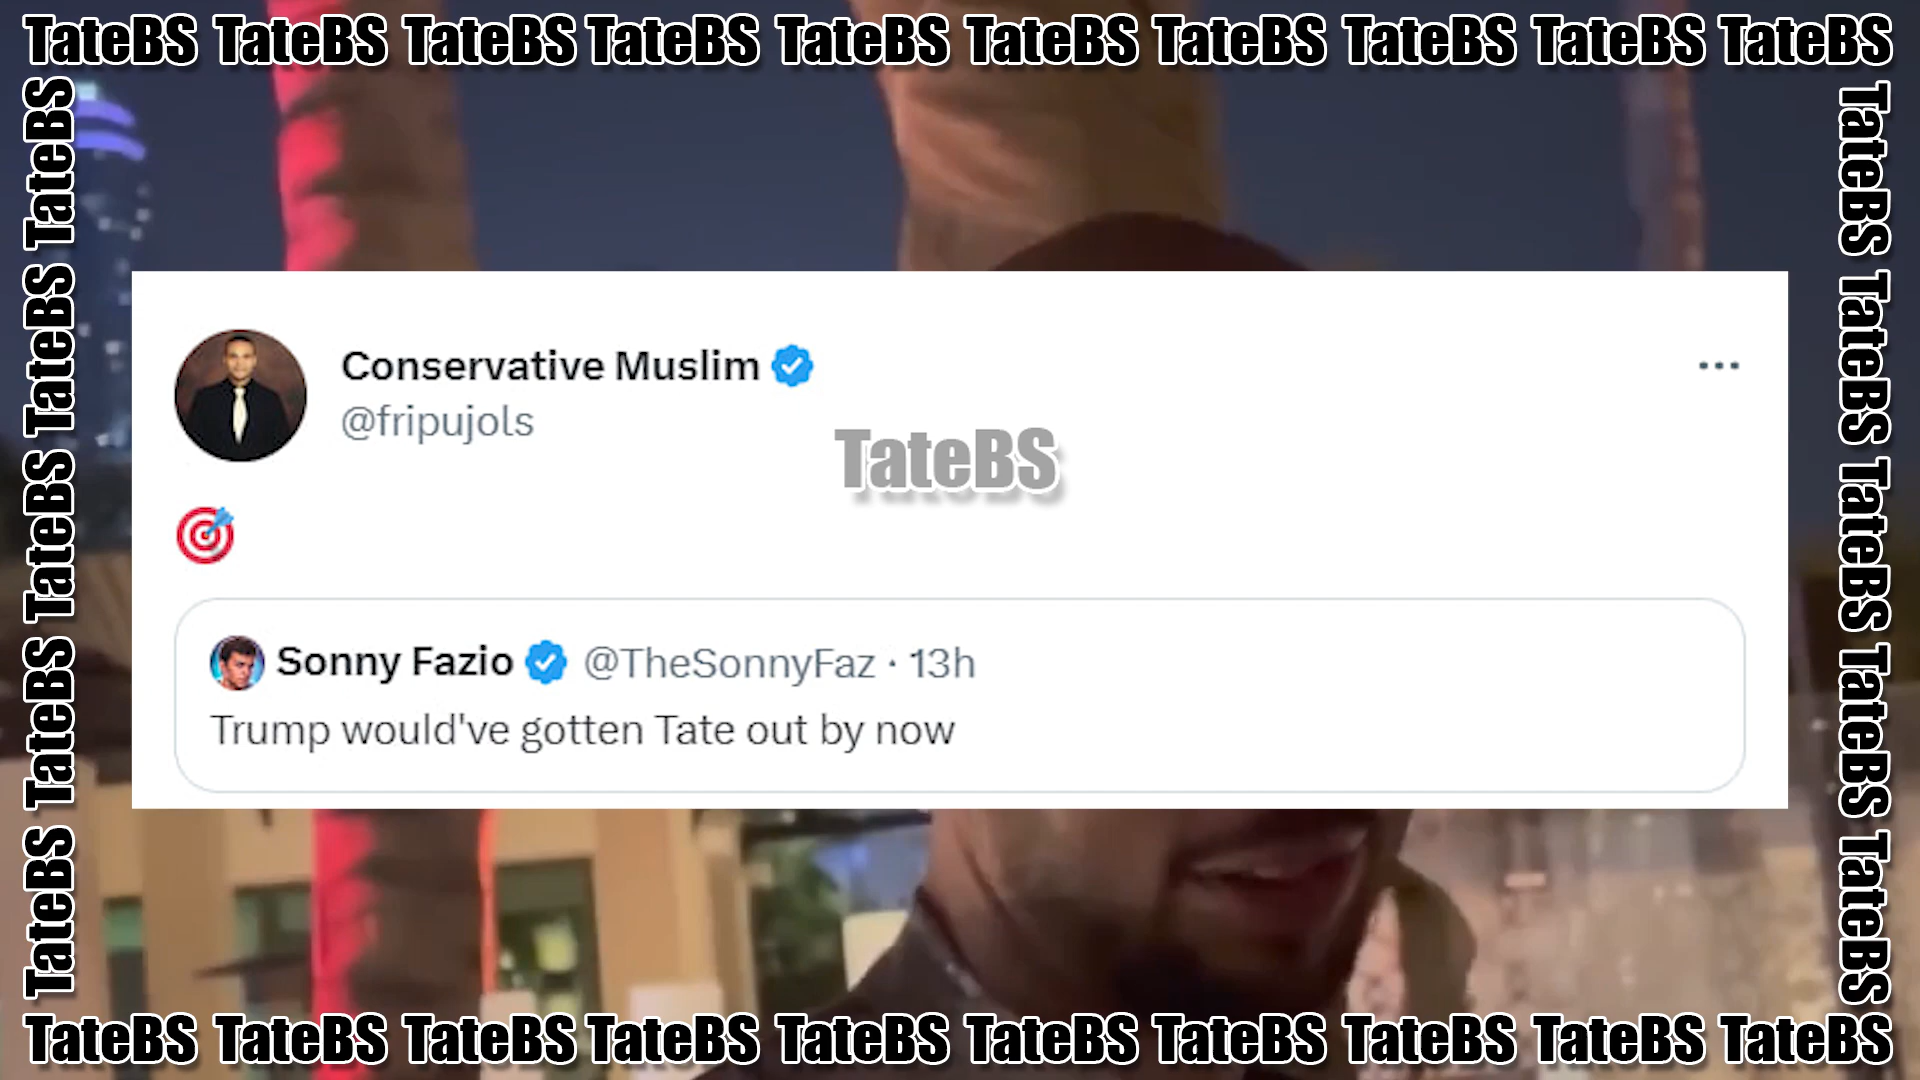 TateBS TateBS TateBS TateBS TateBS TateBS TateBS TateBS TateBS TateBS
TateBS TateBS TateBS TateBS TateBS
TateBS TateBS TateBS TateBS TateBS
Conservative Muslim
@fripujols
TateBS
Sonny Fazio @TheSonnyFaz · 13h
Trump would've gotten Tate out by now
TateBS TateBS TateBS TateBS TateBS TateBS TateBS TateBS TateBS TateBS